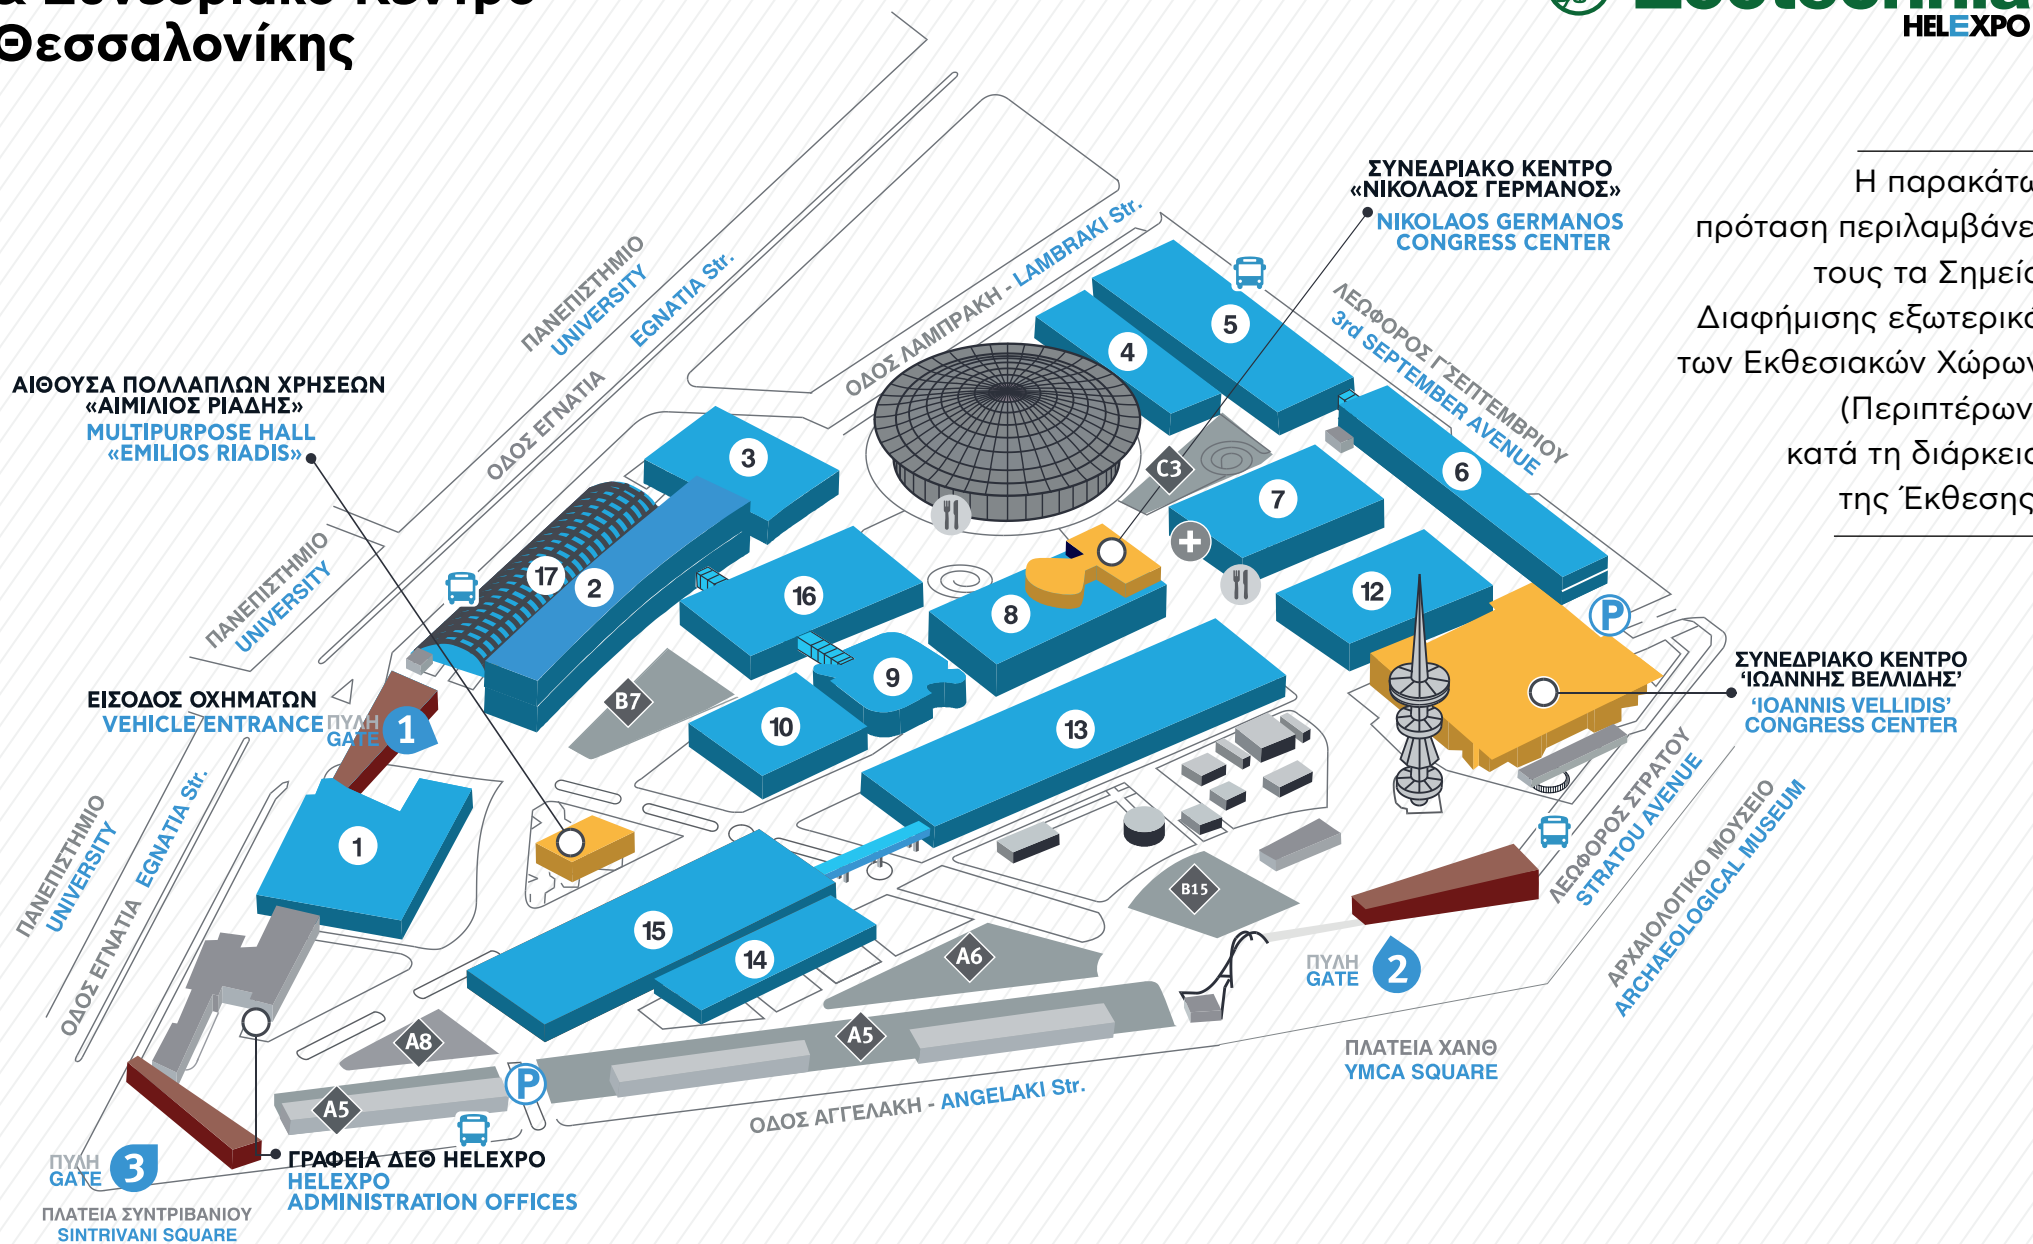 Θεσσαλονίκης
HELEXPO
Η παρακάτω
πρόταση περιλαμβάνει
τους τα Σημεία
Διαφήμισης εξωτερικά
των Εκθεσιακών Χώρων
(Περιπτέρων)
κατά τη διάρκεια
της Έκθεσης
ΣΥΝΕΔΡΙΑΚΟ ΚΕΝΤΡΟ
«ΝΙΚΟΛΑΟΣ ΓΕΡΜΑΝΟΣ»
NIKOLAOS GERMANOS
CONGRESS CENTER
ΠΑΝΕΠΙΣΤΗΜΙΟ
UNIVERSITY
EGNATIA Str.
ΟΔΟΣ ΕΓΝΑΤΙΑ
ΟΔΟΣ ΛΑΜΠΡΑΚΗ - LAMBRAKI Str.
ΛΕΩΦΟΡΟΣ Γ'ΣΕΠΤΕΜΒΡΙΟΥ
3rd SEPTEMBER AVENUE
ΑΙΘΟΥΣΑ ΠΟΛΛΑΠΛΩΝ ΧΡΗΣΕΩΝ
«ΑΙΜΙΛΙΟΣ ΡΙΑΔΗΣ»
MULTIPURPOSE HALL
«EMILIOS RIADIS»
5
4
3
6
C3
7
17
2
16
8
12
P
ΠΑΝΕΠΙΣΤΗΜΙΟ
UNIVERSITY
ΣΥΝΕΔΡΙΑΚΟ ΚΕΝΤΡΟ
'ΙΩΑΝΝΗΣ ΒΕΛΛΙΔΗΣ'
'IOANNIS VELLIDIS'
CONGRESS CENTER
ΕΙΣΟΔΟΣ ΟΧΗΜΑΤΩΝ
VEHICLE ENTRANCE
ΠΥΛΗ
GATE
1
B7
9
10
13
ΛΕΩΦΟΡΟΣ ΣΤΡΑΤΟΥ
STRATOU AVENUE
ΑΡΧΑΙΟΛΟΓΙΚΟ ΜΟΥΣΕΙΟ
ARCHAEOLOGICAL MUSEUM
ΠΑΝΕΠΙΣΤΗΜΙΟ
UNIVERSITY
ΟΔΟΣ ΕΓΝΑΤΙΑ EGNATIA Str.
1
15
14
B15
A6
ΠΥΛΗ
GATE
2
A8
A5
A5
P
ΠΛΑΤΕΙΑ ΧΑΝΘ
YMCA SQUARE
ΟΔΟΣ ΑΓΓΕΛΑΚΗ - ANGELAKI Str.
ΠΥΛΗ
GATE
3
ΓΡΑΦΕΙΑ ΔΕΘ HELEXPO
HELEXPO
ADMINISTRATION OFFICES
ΠΛΑΤΕΙΑ ΣΥΝΤΡΙΒΑΝΙΟΥ
SINTRIVANI SQUARE